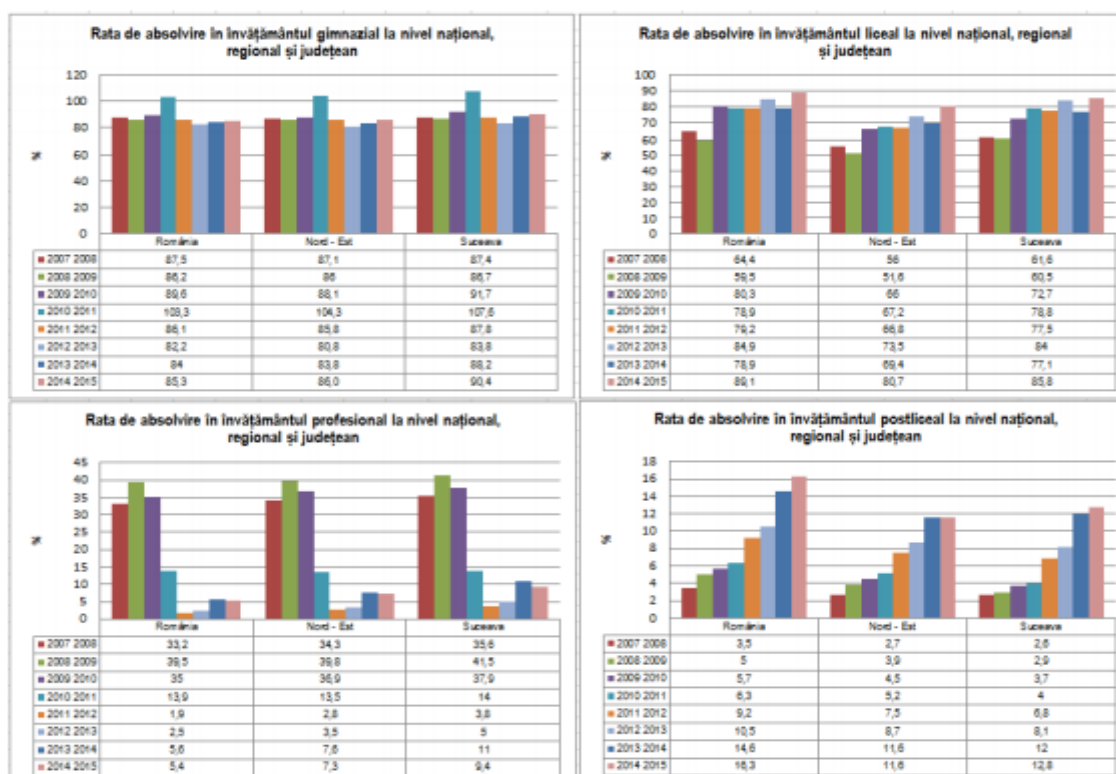 Rata de absolvire în învățământul gimnazial la nivel național,
regional și județean
120
100
80
60
40
20
0
%
România Nord - Est Suceava
2007 2008 87,5 87,1 87,4
2008 2009 86,2 86 86,7
2009 2010 89,6 88,1 91,7
2010 2011 103,3 104,3 107,6
2011 2012 86,1 85,8 87,8
2012 2013 82,2 80,8 83,8
2013 2014 84 83,8 88,2
2014 2015 85,3 86,0 90,4
Rata de absolvire în învățământul liceal la nivel național, regional
și județean
100
90
80
70
60
50
40
30
20
10
0
%
România Nord - Est Suceava
2007 2008 64,4 56 61,6
2008 2009 59,5 51,6 60,5
2009 2010 80,3 66 72,7
2010 2011 78,9 67,2 78,8
2011 2012 79,2 66,8 77,5
2012 2013 84,9 73,5 84
2013 2014 78,9 69,4 77,1
2014 2015 89,1 80,7 85,8
Rata de absolvire în învățământul profesional la nivel național,
regional și județean
45
40
35
30
25
20
15
10
5
0
%
România Nord - Est Suceava
2007 2008 33,2 34,3 35,6
2008 2009 39,5 39,8 41,5
2009 2010 35 36,9 37,9
2010 2011 13,9 13,5 14
2011 2012 1,9 2,8 3,8
2012 2013 2,5 3,5 5
2013 2014 5,6 7,6 11
2014 2015 5,4 7,3 9,4
Rata de absolvire în învățământul postliceal la nivel național,
regional și județean
18
16
14
12
10
8
6
4
2
0
%
România Nord - Est Suceava
2007 2008 3,5 2,7 2,6
2008 2009 5 3,9 2,9
2009 2010 5,7 4,5 3,7
2010 2011 6,3 5,2 4
2011 2012 9,2 7,5 6,8
2012 2013 10,5 8,7 8,1
2013 2014 14,6 11,6 12
2014 2015 16,3 11,6 12,8